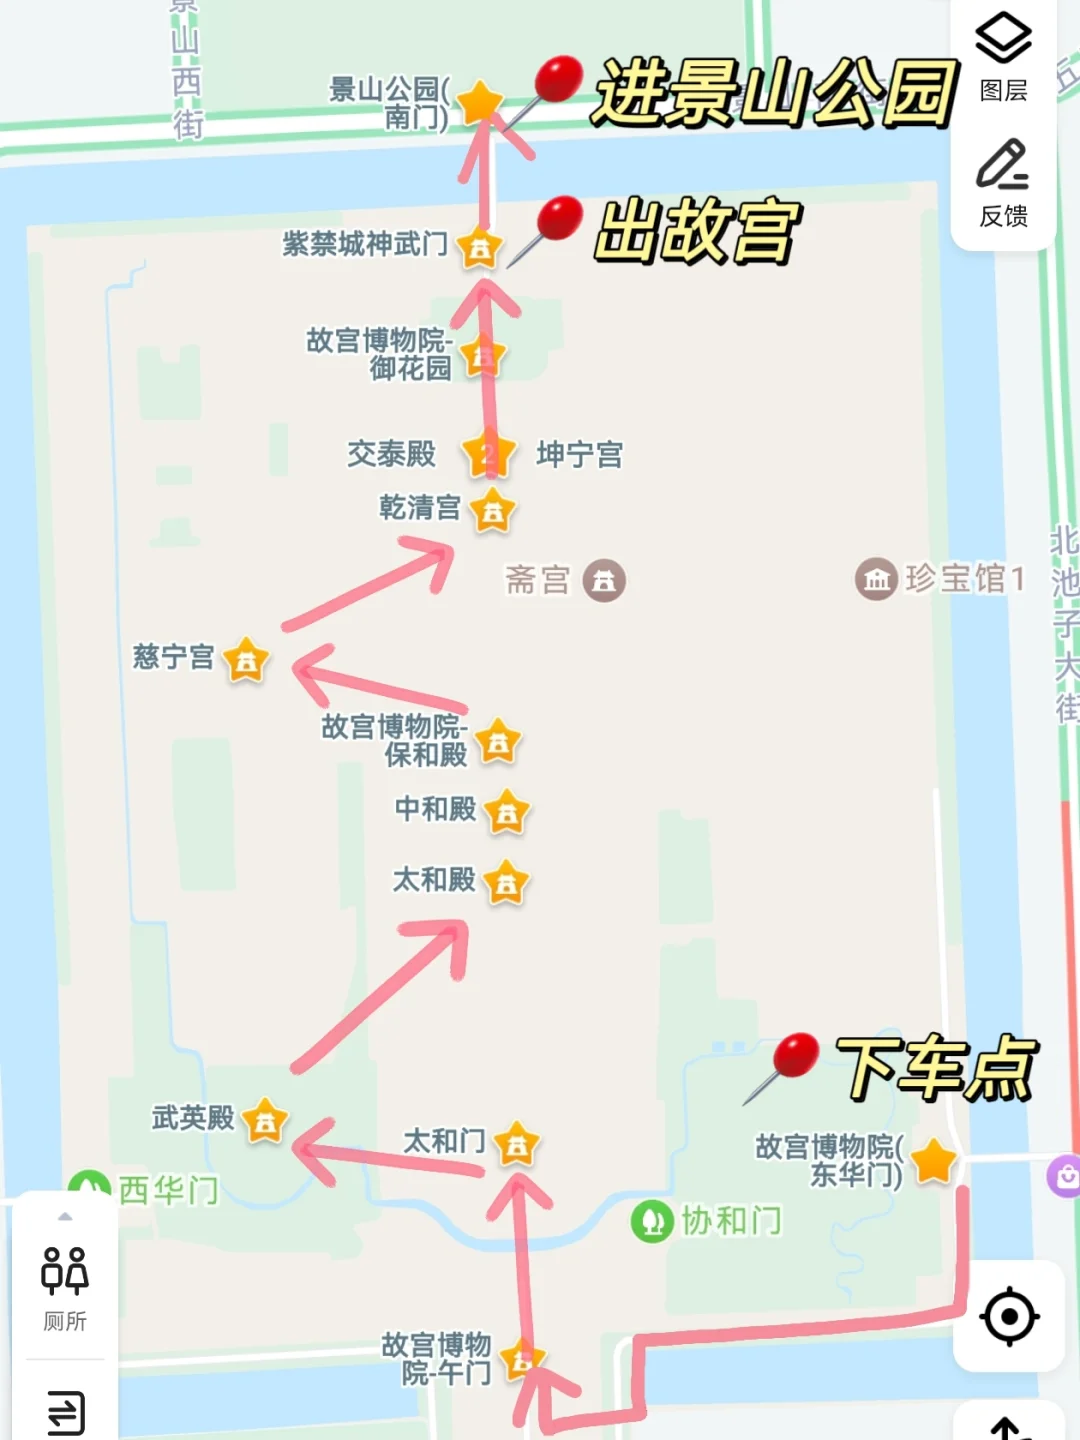 景山西街
图层
反馈
景山公园(
南门)
进景山公园
紫禁城神武门
出故宫
故宫博物院-
御花园
交泰殿
2
坤宁宫
乾清宫
斋宫
珍宝馆1
北池子大街
慈宁宫
故宫博物院-
保和殿
中和殿
太和殿
下车点
武英殿
太和门
故宫博物院(
东华门)
西华门
协和门
厕所
故宫博物
院-午门